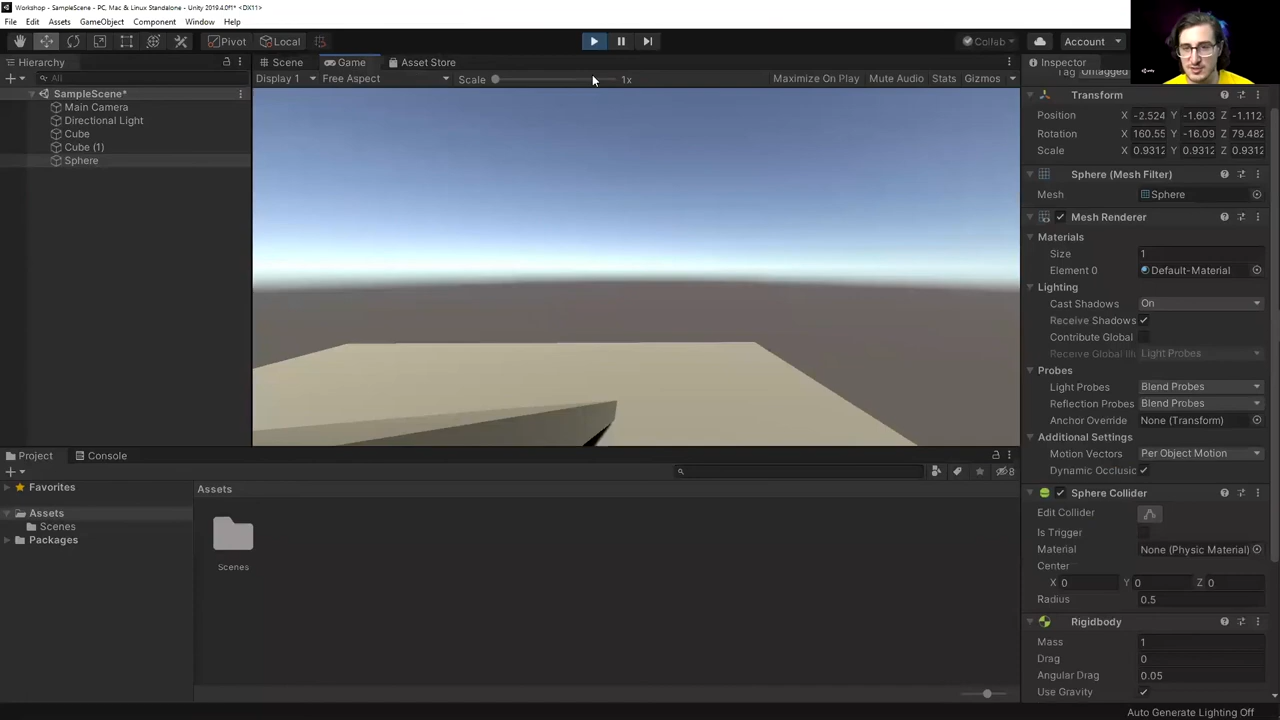 Workshop - SampleScene - PC, Mac & Linux Standalone - Unity 2019.4.0f1* <DX11>
File Edit Assets GameObject Component Window Help
Pivot Local Collab Account
Hierarchy
All
SampleScene*
Main Camera
Directional Light
Cube
Cube (1)
Sphere
Scene Game Asset Store
Display 1 Free Aspect Scale 1x Maximize On Play Mute Audio Stats Gizmos
Project Console
8
Favorites
Assets
Scenes
Packages
Assets
Scenes
Inspector
Tag Untagged
Transform
Position X -2.524 Y -1.603 Z -1.112
Rotation X 160.55 Y -16.09 Z 79.482
Scale X 0.9312 Y 0.9312 Z 0.9312
Sphere (Mesh Filter)
Mesh Sphere
Mesh Renderer
Materials
Size 1
Element 0 Default-Material
Lighting
Cast Shadows On
Receive Shadows
Contribute Global
Receive Global Light Probes
Probes
Light Probes Blend Probes
Reflection Probes Blend Probes
Anchor Override None (Transform)
Additional Settings
Motion Vectors Per Object Motion
Dynamic Occlus
Sphere Collider
Edit Collider
Is Trigger
Material None (Physic Material)
Center
X 0 Y 0 Z 0
Radius 0.5
Rigidbody
Mass 1
Drag 0
Angular Drag 0.05
Use Gravity
Auto Generate Lighting Off